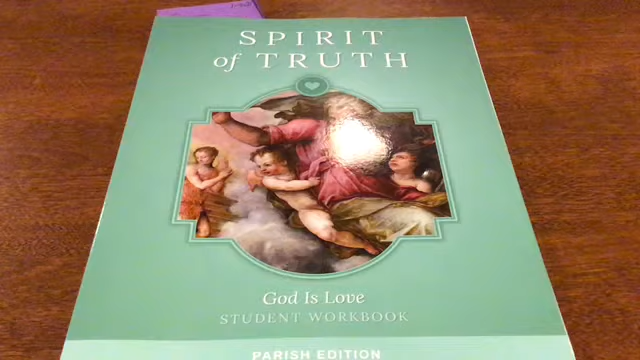 SPIRIT
of TRUTH
God Is Love
STUDENT WORKBOOK
PARISH EDITION